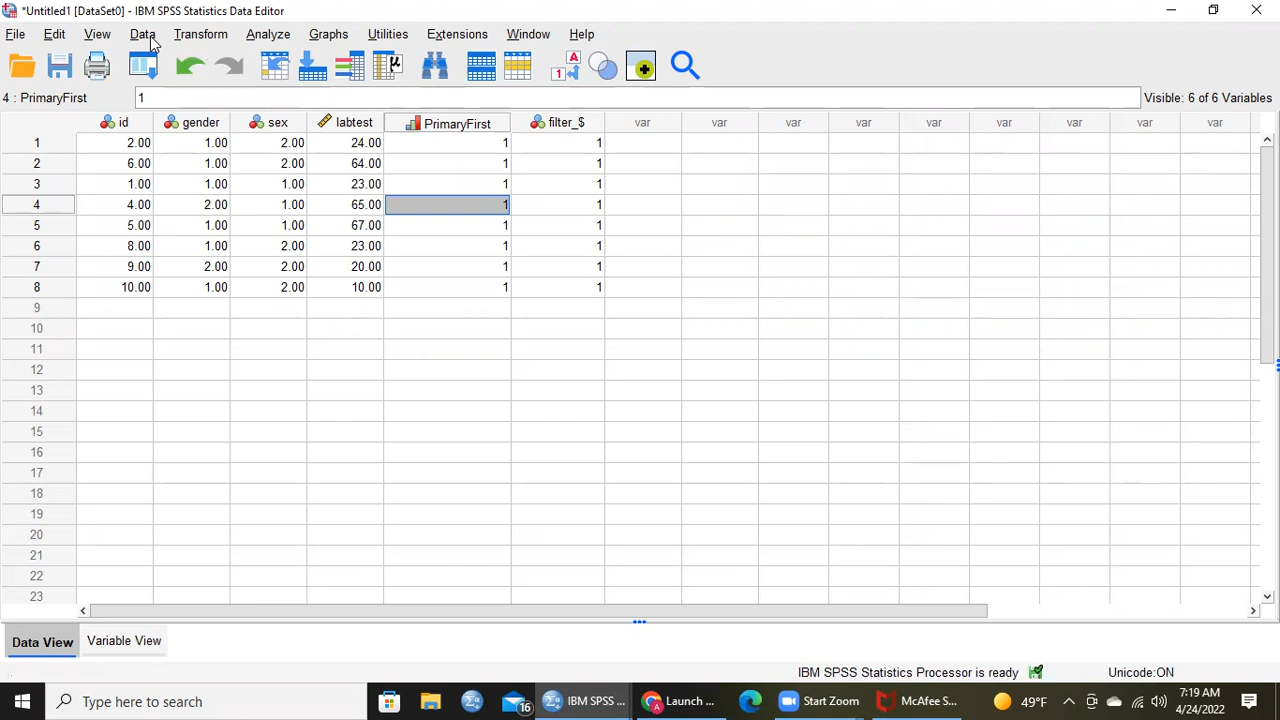 *Untitled1 [DataSet0] - IBM SPSS Statistics Data Editor
File Edit View Data Transform Analyze Graphs Utilities Extensions Window Help
4 : PrimaryFirst 1 Visible: 6 of 6 Variables
id gender sex labtest PrimaryFirst filter_$ var var var var var var var var var
1 2.00 1.00 2.00 24.00 1 1
2 6.00 1.00 2.00 64.00 1 1
3 1.00 1.00 1.00 23.00 1 1
4 4.00 2.00 1.00 65.00 1 1
5 5.00 1.00 1.00 67.00 1 1
6 8.00 1.00 2.00 23.00 1 1
7 9.00 2.00 2.00 20.00 1 1
8 10.00 1.00 2.00 10.00 1 1
9
10
11
12
13
14
15
16
17
18
19
20
21
22
23
Data View Variable View
IBM SPSS Statistics Processor is ready Unicode:ON
Type here to search 16 IBM SPSS ... Launch ... Start Zoom McAfee S... 49°F 7:19 AM
4/24/2022